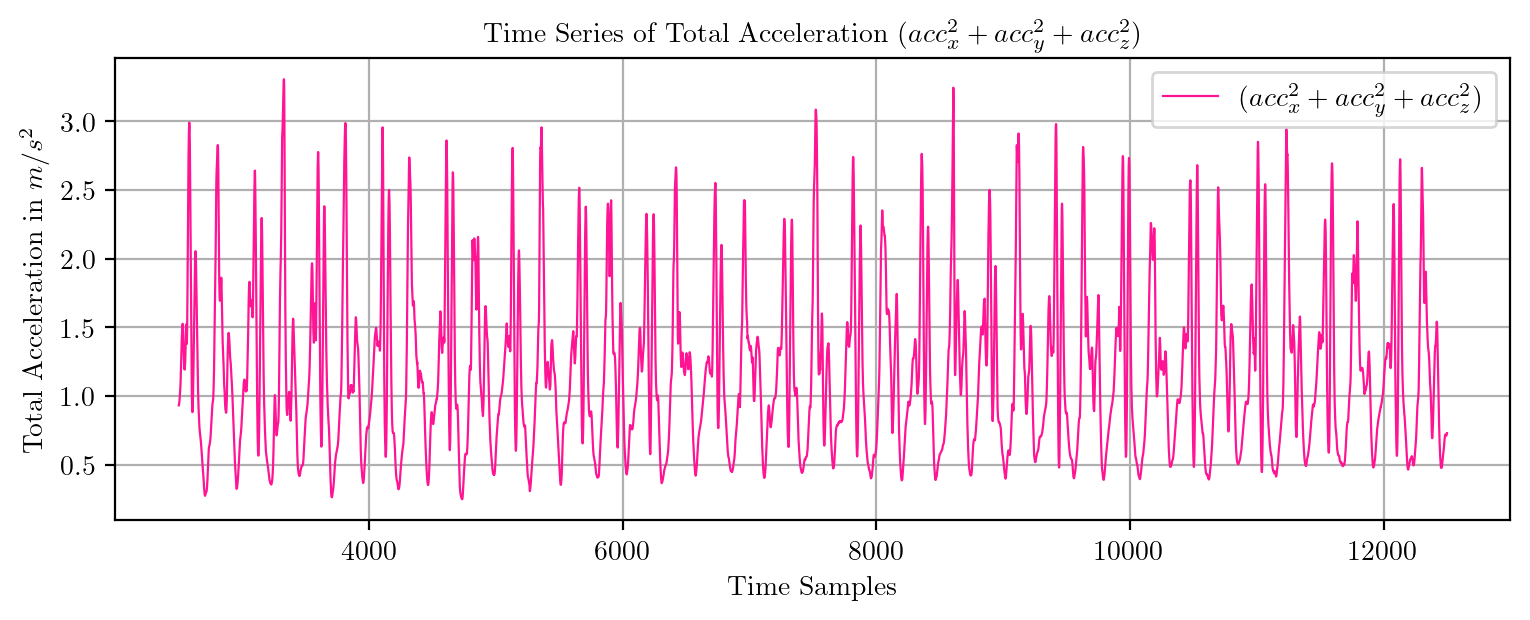 Time Series of Total Acceleration $(acc_x^2 + acc_y^2 + acc_z^2)$
$(acc_x^2 + acc_y^2 + acc_z^2)$
Total Acceleration in $m/s^2$
3.0
2.5
2.0
1.5
1.0
0.5
4000 6000 8000 10000 12000
Time Samples